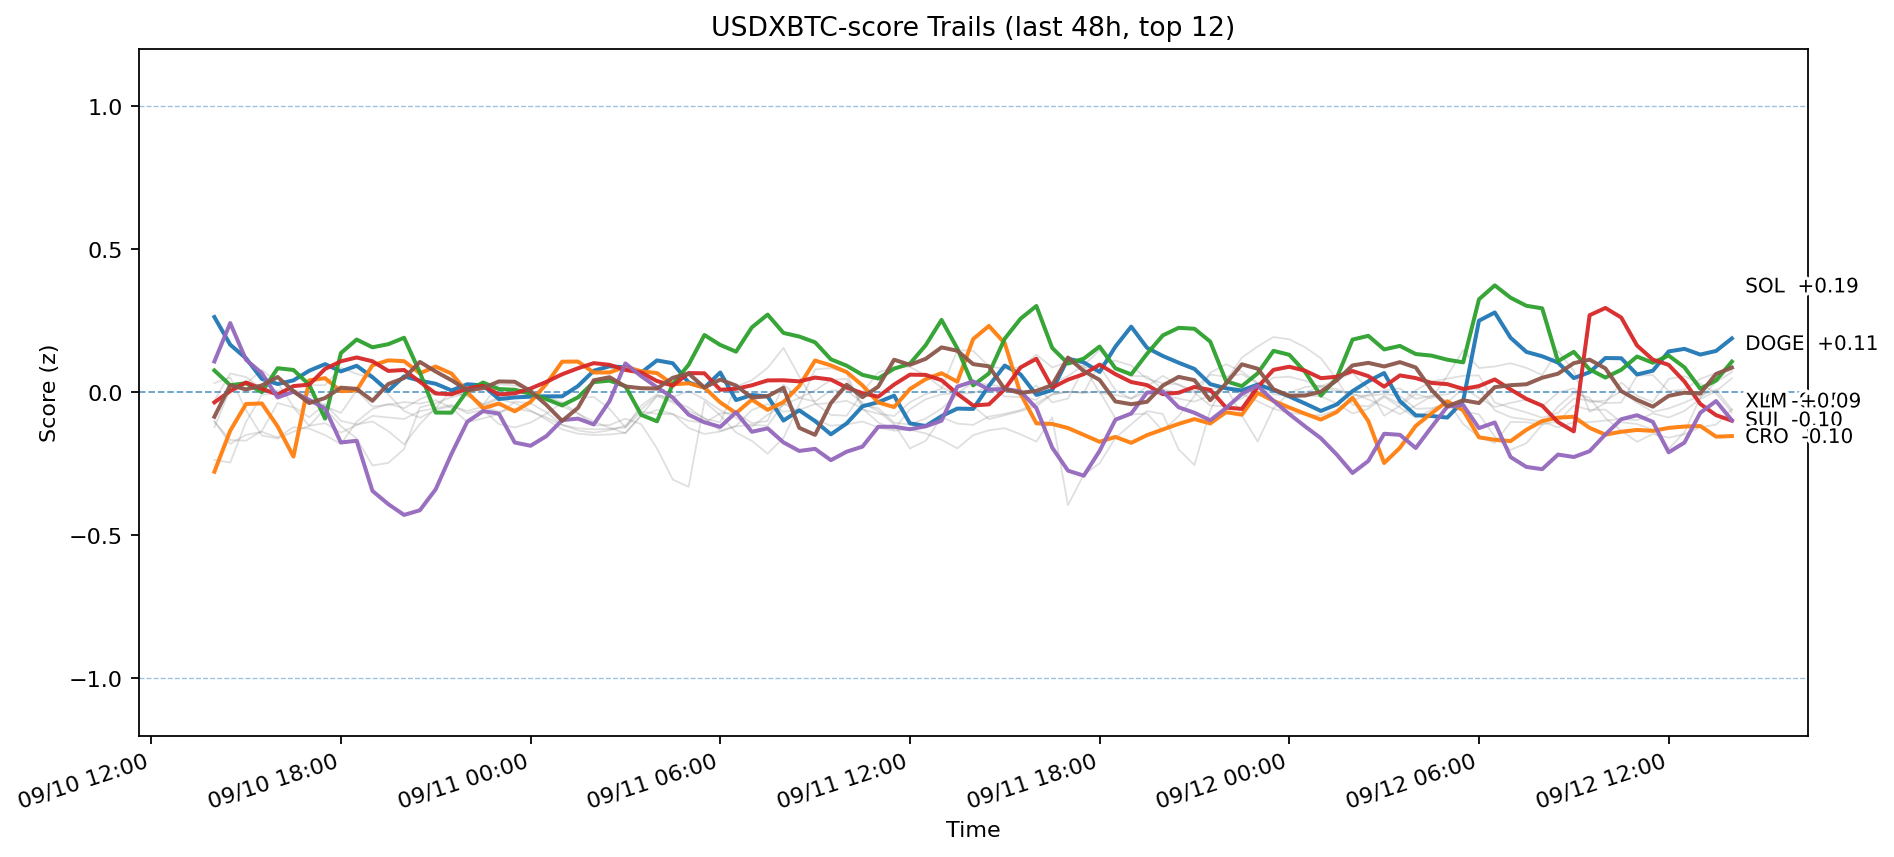 USDXBTC-score Trails (last 48h, top 12)
Score (z)
1.0
0.5
0.0
−0.5
−1.0
SOL +0.19
DOGE +0.11
SUI -0.10
CRO -0.10
09/10 12:00
09/10 18:00
09/11 00:00
09/11 06:00
09/11 12:00
09/11 18:00
09/12 00:00
09/12 06:00
09/12 12:00
Time